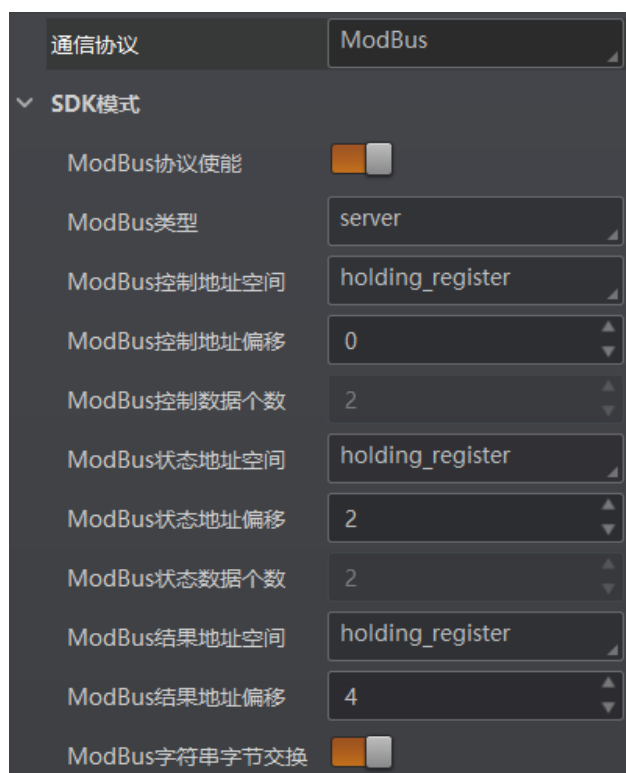 通信协议 ModBus
SDK模式
ModBus协议使能
ModBus类型 server
ModBus控制地址空间 holding_register
ModBus控制地址偏移 0
ModBus控制数据个数 2
ModBus状态地址空间 holding_register
ModBus状态地址偏移 2
ModBus状态数据个数 2
ModBus结果地址空间 holding_register
ModBus结果地址偏移 4
ModBus字符串字节交换